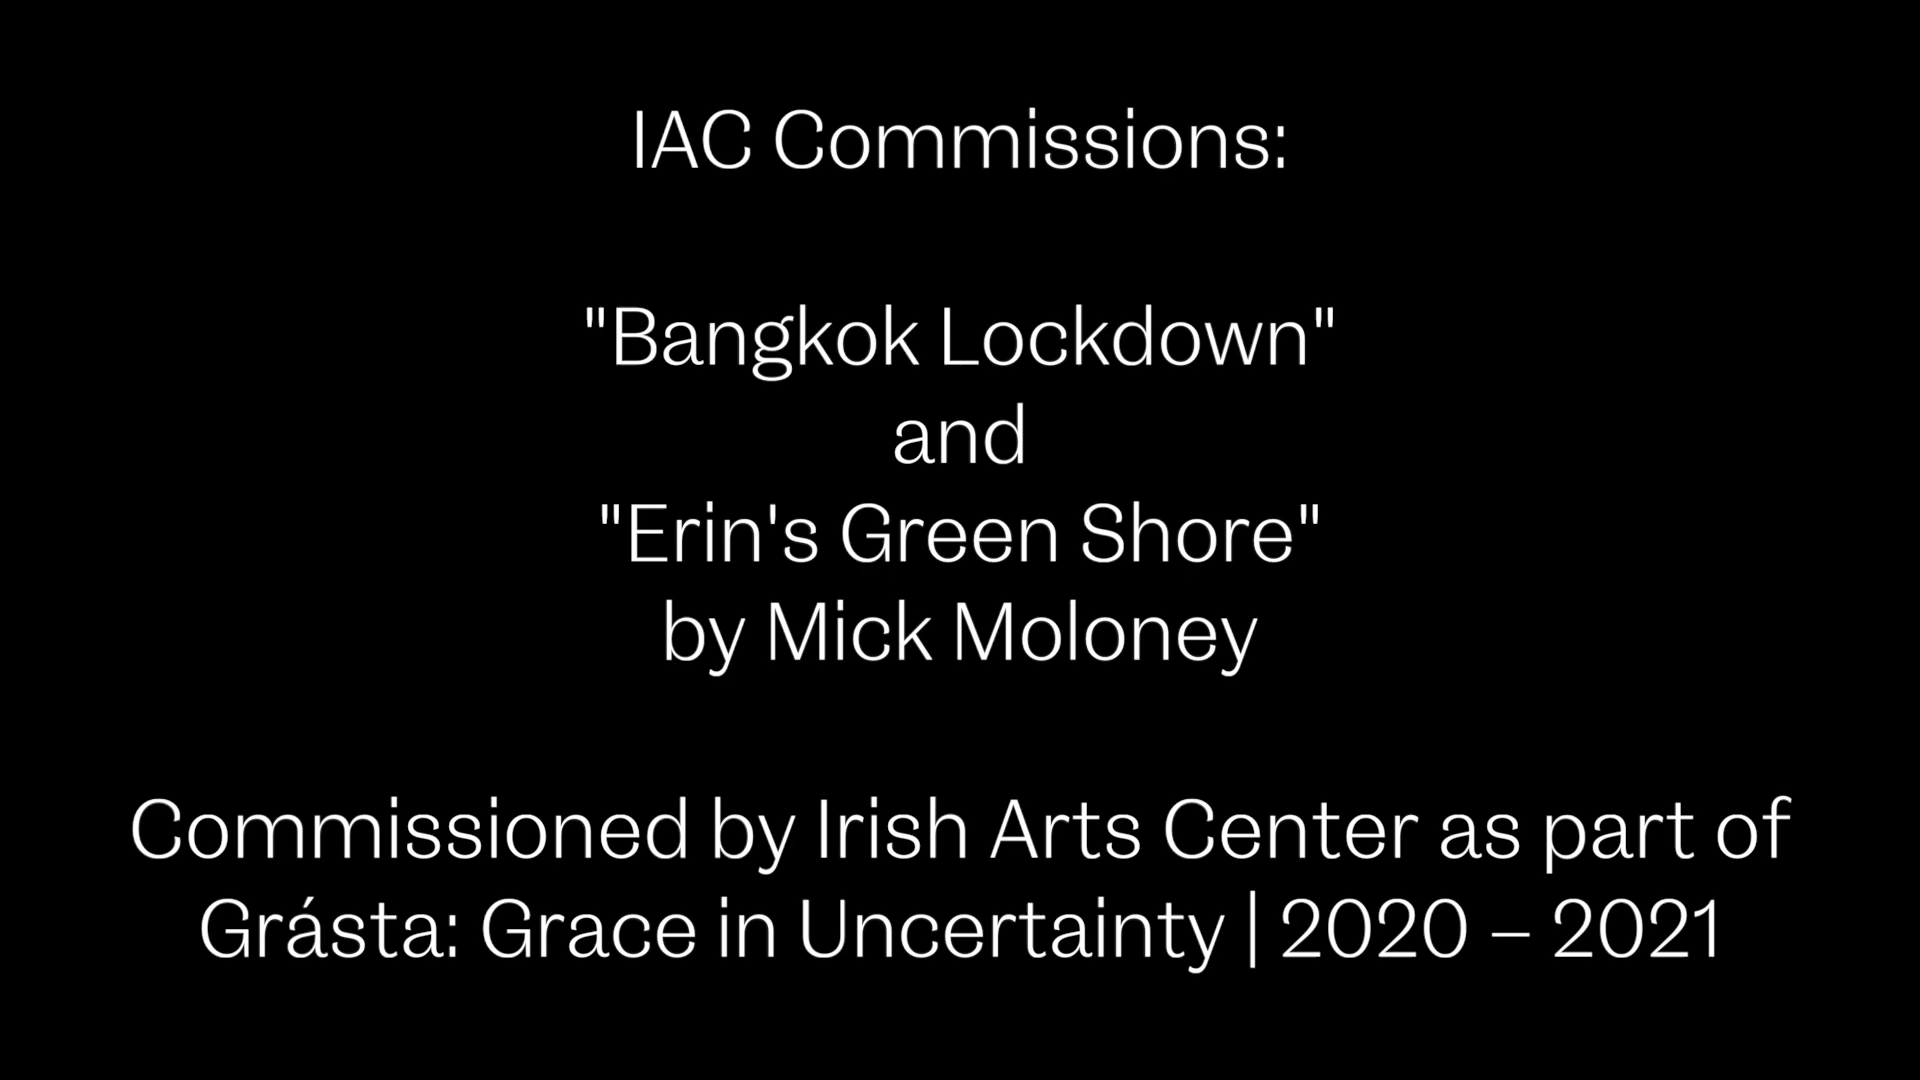 IAC Commissions:
"Bangkok Lockdown"
and
"Erin's Green Shore"
by Mick Moloney
Commissioned by Irish Arts Center as part of
Grásta: Grace in Uncertainty | 2020 – 2021